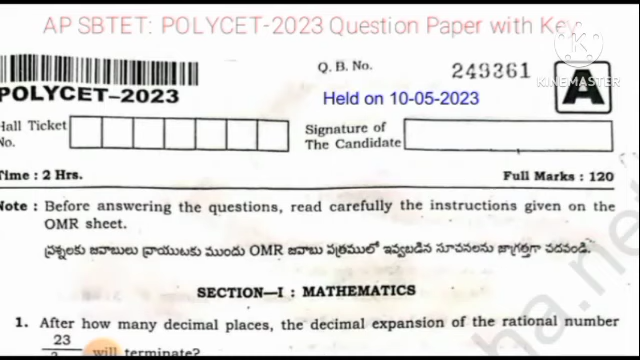 AP SBTET: POLYCET-2023 Question Paper with Key
KINEMASTER
Q. B. No. 249361
POLYCET–2023
Held on 10-05-2023
A
Hall Ticket No.
Signature of The Candidate
Time : 2 Hrs.
Full Marks : 120
Note : Before answering the questions, read carefully the instructions given on the
OMR sheet.
ప్రశ్నలకు జవాబులు వ్రాయుటకు ముందు OMR జవాబు పత్రములో ఇవ్వబడిన సూచనలను జాగ్రత్తగా చదవండి.
SECTION—I : MATHEMATICS
1. After how many decimal places, the decimal expansion of the rational number
23
will terminate?